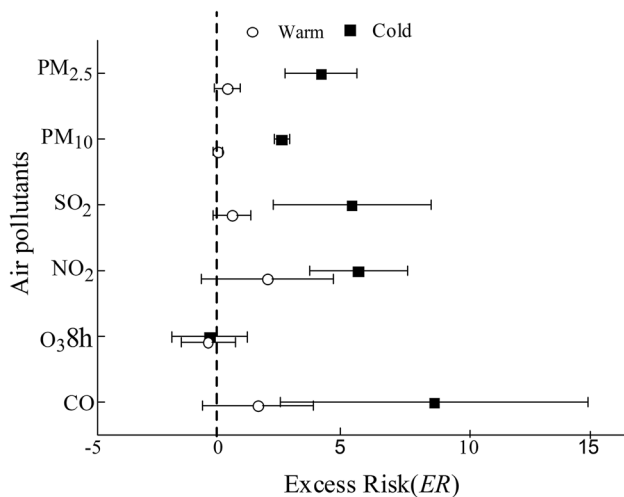 Warm Cold
PM2.5
PM10
SO2
NO2
O38h
CO
Air pollutants
-5 0 5 10 15
Excess Risk(ER)